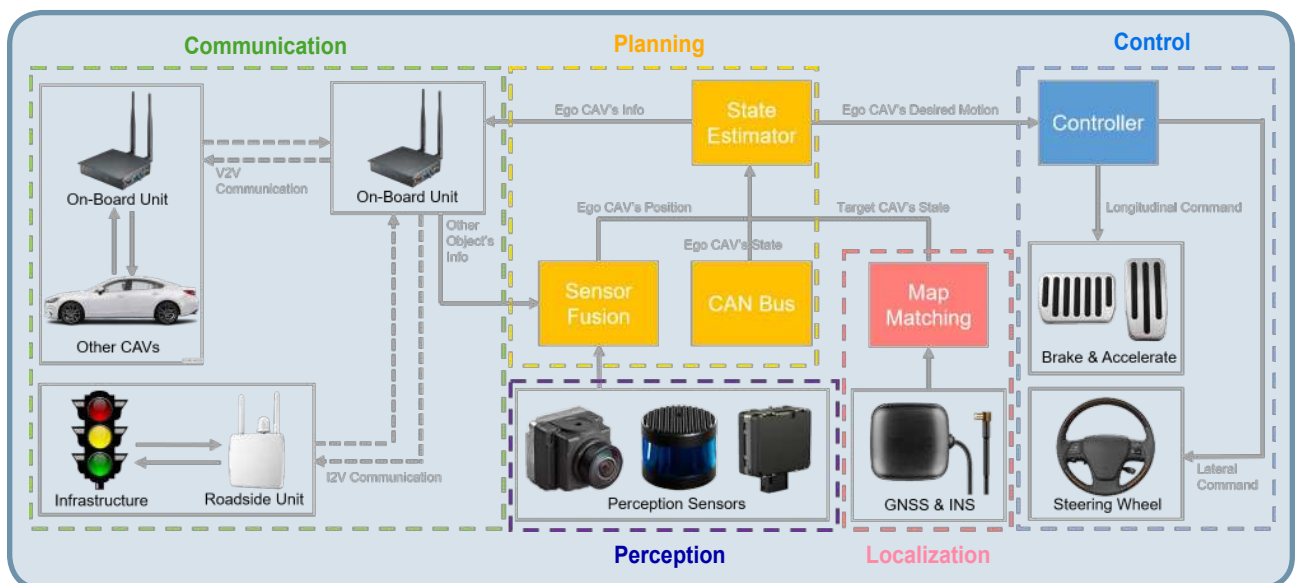 Communication
Planning
Control
On-Board Unit
V2V
Communication
On-Board Unit
Other CAVs
Infrastructure
Roadside Unit
I2V Communication
Other
Object's
Info
Ego CAV's Info
State
Estimator
Ego CAV's Desired Motion
Ego CAV's Position
Target CAV's State
Ego CAV's State
Sensor
Fusion
CAN Bus
Map
Matching
Perception Sensors
Perception
GNSS & INS
Localization
Controller
Longitudinal Command
Brake & Accelerate
Steering Wheel
Lateral
Command